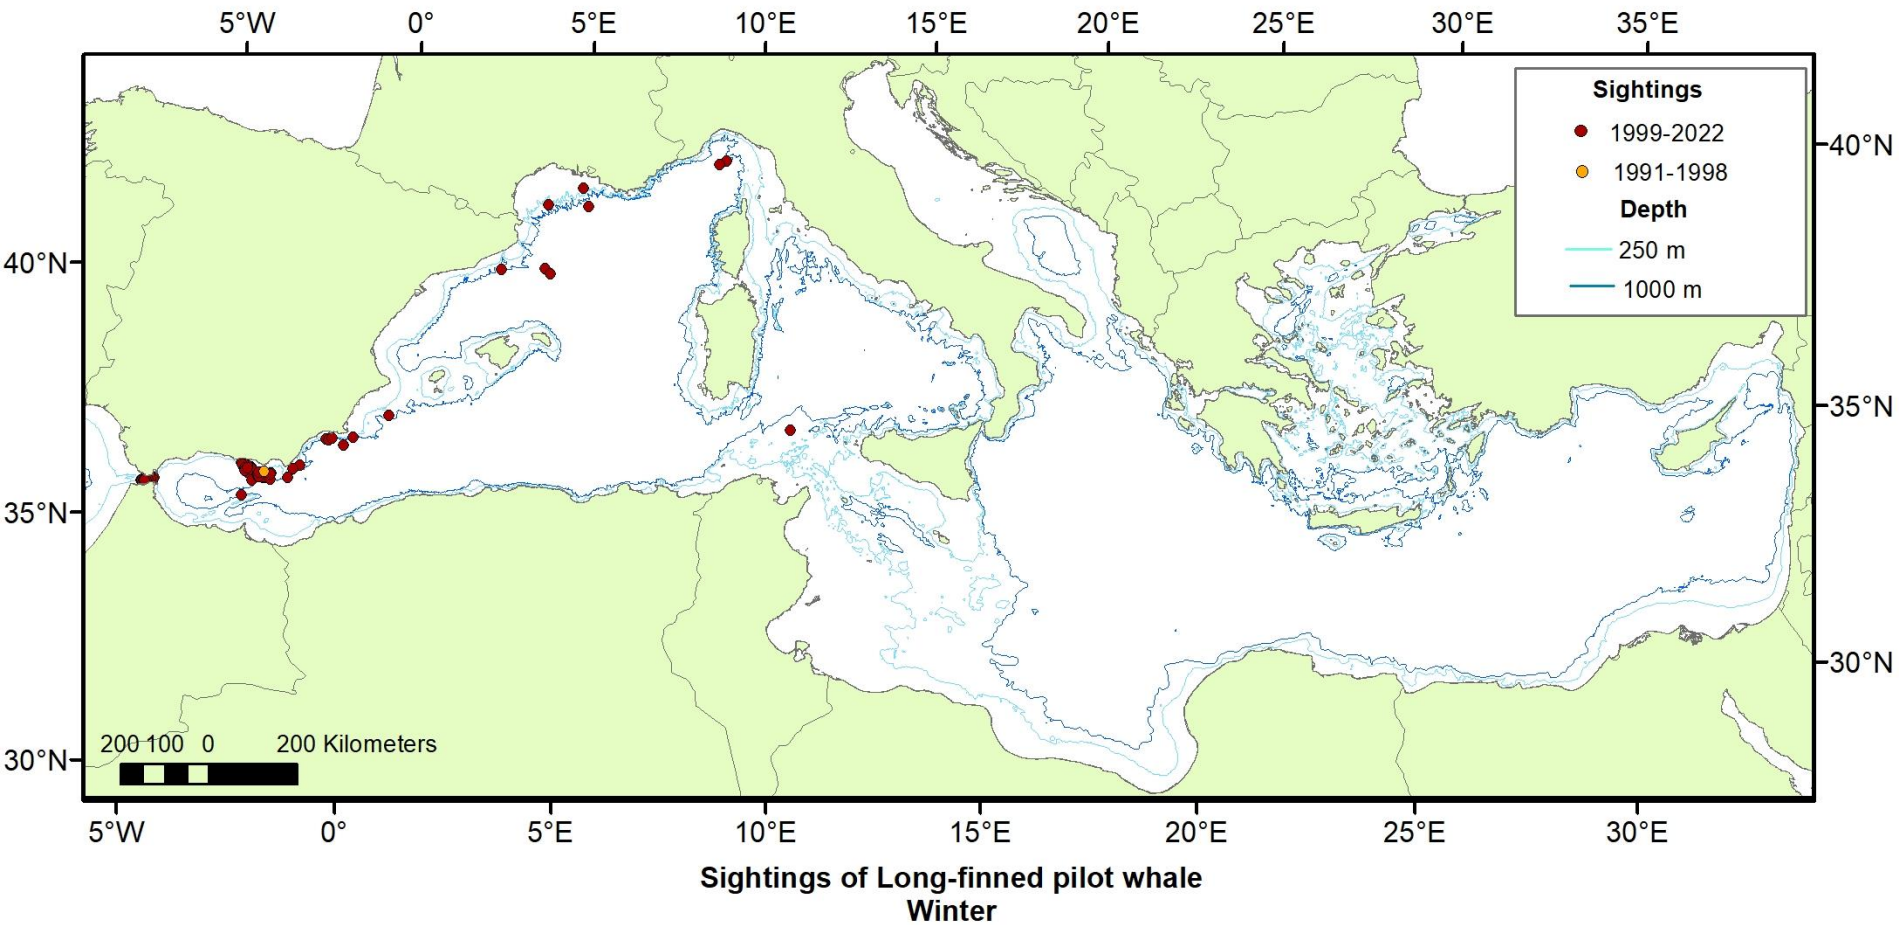 5°W 0° 5°E 10°E 15°E 20°E 25°E 30°E 35°E
Sightings
1999-2022
1991-1998
Depth
250 m
1000 m
40°N
40°N
35°N
35°N
30°N
30°N
200 100 0 200 Kilometers
5°W 0° 5°E 10°E 15°E 20°E 25°E 30°E
Sightings of Long-finned pilot whale
Winter